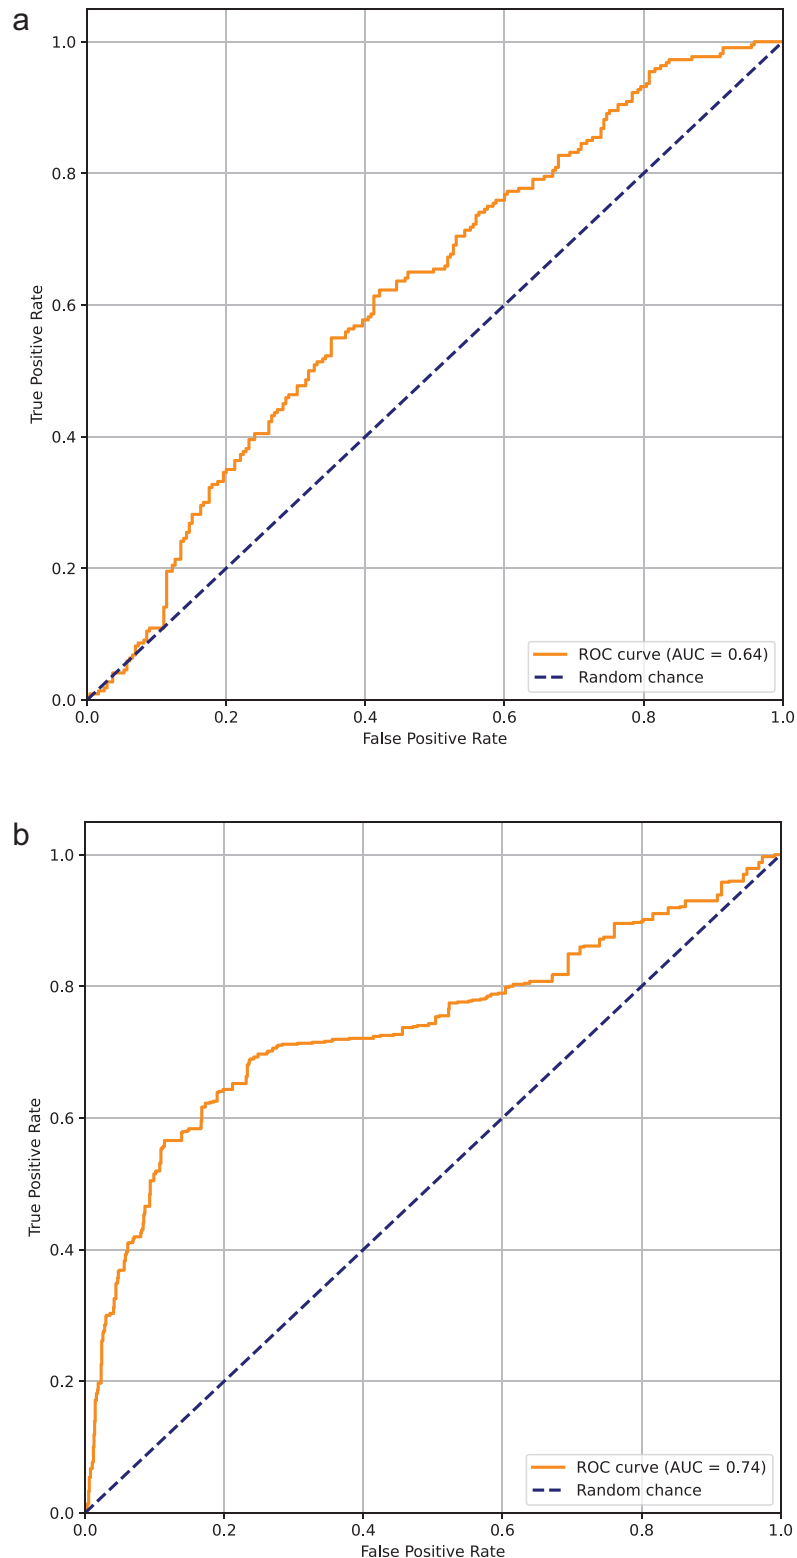 a
1.0
0.8
0.6
0.4
0.2
0.0
True Positive Rate
ROC curve (AUC = 0.64)
Random chance
0.0 0.2 0.4 0.6 0.8 1.0
False Positive Rate
b
1.0
0.8
0.6
0.4
0.2
0.0
True Positive Rate
ROC curve (AUC = 0.74)
Random chance
0.0 0.2 0.4 0.6 0.8 1.0
False Positive Rate